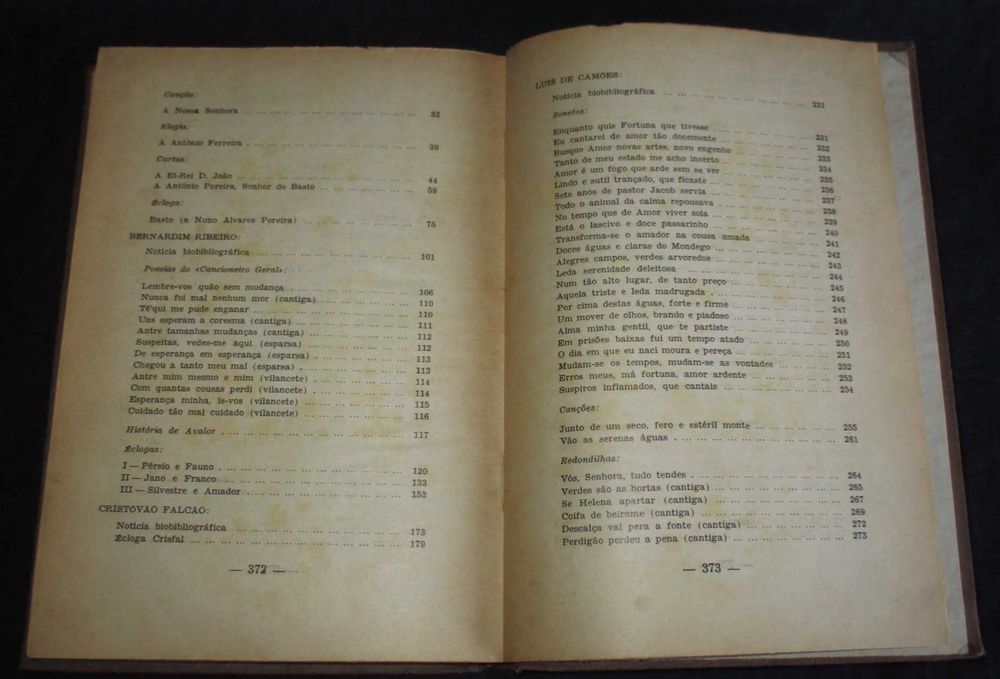 Canção:
A Nossa Senhora ... 32
Elegia:
A António Ferreira ... 39
Cartas:
A El-Rei D. João ... 44
A António Pereira, Senhor do Basto ... 59
Écloga:
Basto (a Nuno Alvares Pereira) ... 75
BERNARDIM RIBEIRO:
Notícia biobibliográfica ... 101
Poesias do «Cancioneiro Geral»:
Lembre-vos quão sem mudança ... 106
Nunca foi mal nenhum mor (cantiga) ... 110
Té'qui me pude enganar ... 110
Uns esperam a coresma (cantiga) ... 111
Antre tamanhas mudanças (cantiga) ... 112
Suspeitas, vedes-me aqui (esparsa) ... 112
De esperança em esperança (esparsa) ... 113
Chegou a tanto meu mal (esparsa) ... 113
Antre mim mesmo e mim (vilancete) ... 114
Com quantas cousas perdi (vilancete) ... 114
Esperança minha, is-vos (vilancete) ... 115
Cuidado tão mal cuidado (vilancete) ... 116
História de Avalor ... 117
Éclogas:
I — Pérsio e Fauno ... 120
II — Jano e Franco ... 133
III — Silvestre e Amador ... 153
CRISTÓVÃO FALCÃO:
Notícia biobibliográfica ... 173
Écloga Crisfal ... 179
— 372 —
LUIS DE CAMÕES:
Notícia biobibliográfica ... 221
Sonetos:
Enquanto quis Fortuna que tivesse ... 231
Eu cantarei de amor tão docemente ... 232
Busque Amor novas artes, novo engenho ... 233
Tanto de meu estado me acho incerto ... 234
Amor é um fogo que arde sem se ver ... 235
Lindo e sutil trançado, que ficaste ... 236
Sete anos de pastor Jacob servia ... 237
Todo o animal da calma repousava ... 238
No tempo que de Amor viver soía ... 239
Está o lascivo e doce passarinho ... 240
Transforma-se o amador na cousa amada ... 241
Doces águas e claras do Mondego ... 242
Alegres campos, verdes arvoredos ... 243
Leda serenidade deleitosa ... 244
Num tão alto lugar, de tanto preço ... 245
Aquela triste e leda madrugada ... 246
Por cima destas águas, forte e firme ... 247
Um mover de olhos, brando e piadoso ... 248
Alma minha gentil, que te partiste ... 249
Em prisões baixas fui um tempo atado ... 250
O dia em que eu naci moura e pereça ... 251
Mudam-se os tempos, mudam-se as vontades ... 252
Erros meus, má fortuna, amor ardente ... 253
Suspiros inflamados, que cantais ... 254
Canções:
Junto de um seco, fero e estéril monte ... 255
Vão as serenas águas ... 261
Redondilhas:
Vós, Senhora, tudo tendes ... 264
Verdes são as hortas (cantiga) ... 265
Se Helena apartar (cantiga) ... 267
Coifa de beirame (cantiga) ... 269
Descalça vai pera a fonte (cantiga) ... 272
Perdigão perdeu a pena (cantiga) ... 273
— 373 —